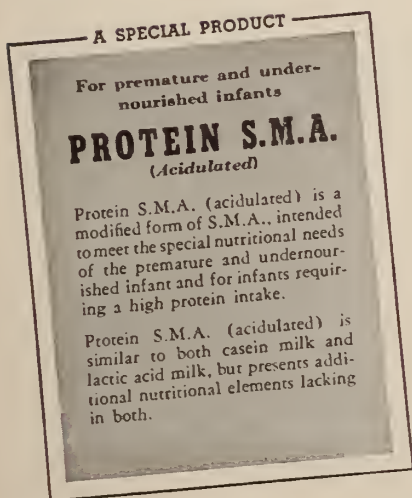 A SPECIAL PRODUCT
For premature and under-
nourished infants
PROTEIN S.M.A.
(Acidulated)
Protein S.M.A. (acidulated) is a
modified form of S.M.A., intended
to meet the special nutritional needs
of the premature and undernour-
ished infant and for infants requir-
ing a high protein intake.
Protein S.M.A. (acidulated) is
similar to both casein milk and
lactic acid milk, but presents addi-
tional nutritional elements lacking
in both.